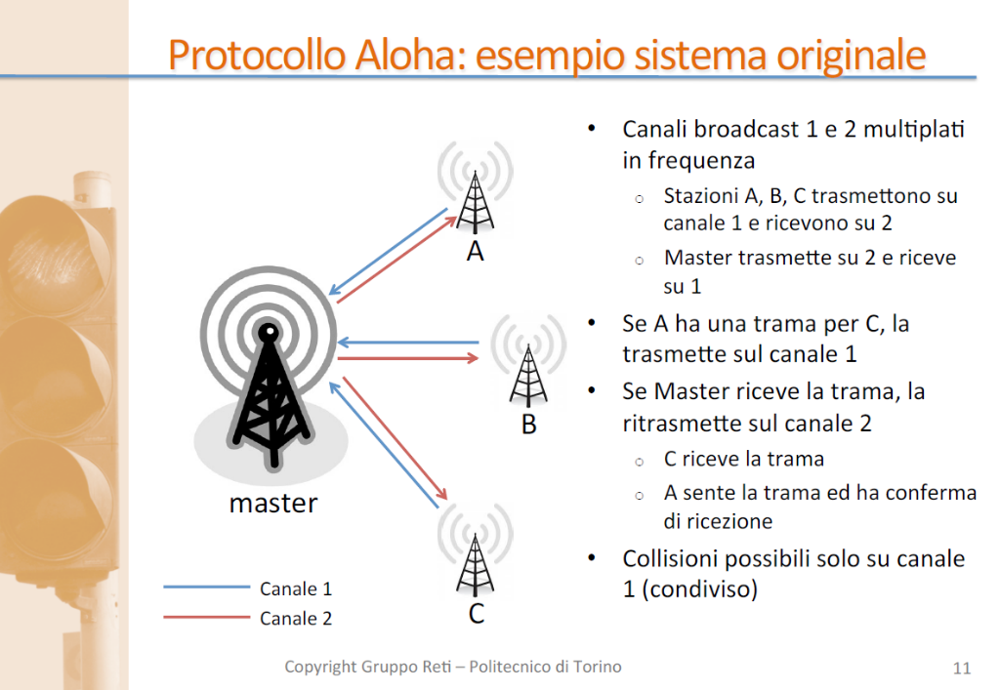 Protocollo Aloha: esempio sistema originale
• Canali broadcast 1 e 2 multiplati
in frequenza
○ Stazioni A, B, C trasmettono su
canale 1 e ricevono su 2
○ Master trasmette su 2 e riceve
su 1
• Se A ha una trama per C, la
trasmette sul canale 1
• Se Master riceve la trama, la
ritrasmette sul canale 2
○ C riceve la trama
○ A sente la trama ed ha conferma
di ricezione
• Collisioni possibili solo su canale
1 (condiviso)
A
B
C
master
Canale 1
Canale 2
Copyright Gruppo Reti – Politecnico di Torino
11